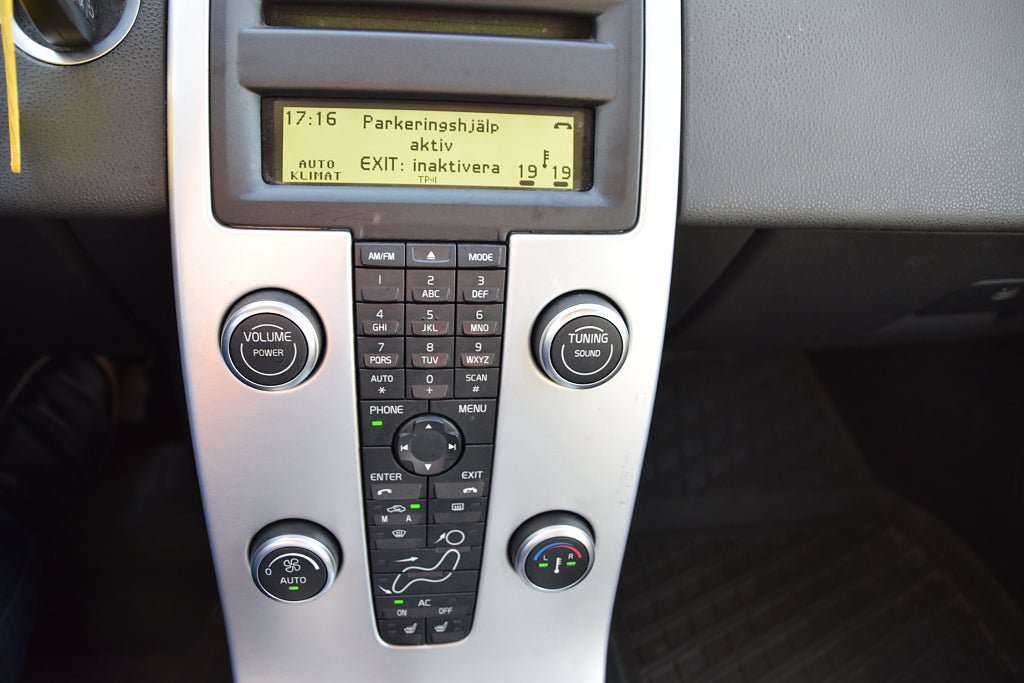 17:16
Parkeringshjälp
aktiv
EXIT: inaktivera
AUTO
KLIMAT
TP
19 19
AM/FM MODE
1 2 3
ABC DEF
4 5 6
GHI JKL MNO
7 8 9
PQRS TUV WXYZ
AUTO 0 SCAN
* + #
VOLUME
POWER
TUNING
SOUND
PHONE MENU
ENTER EXIT
M A
0
AUTO
L R
AC
ON OFF